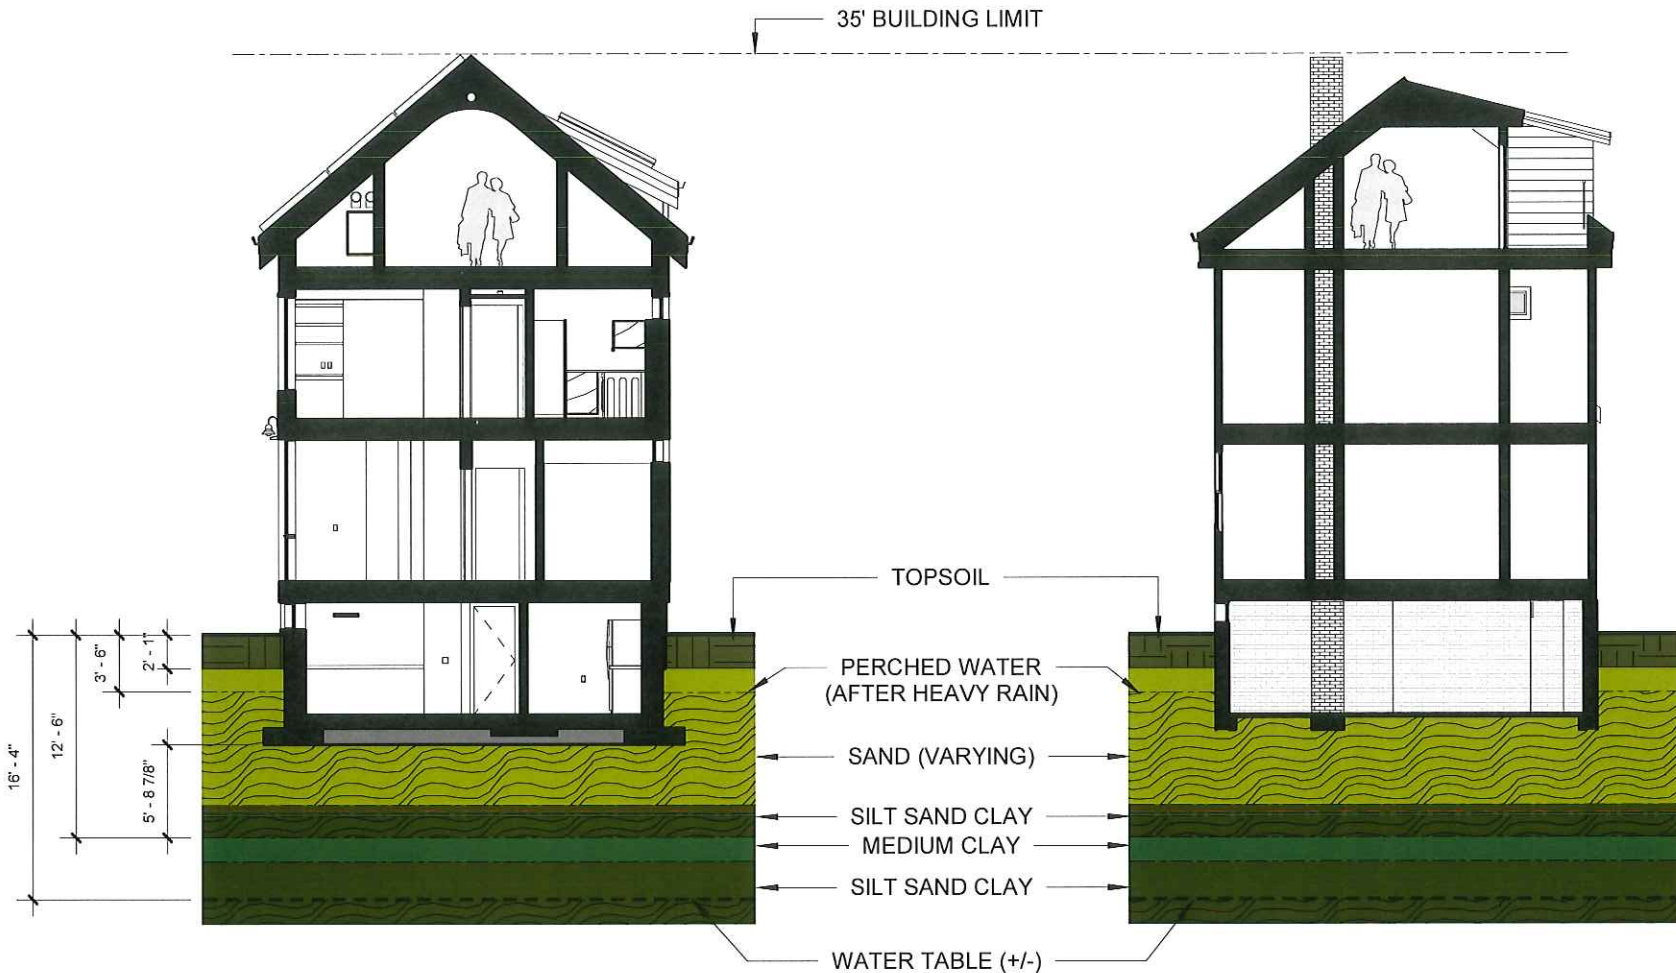 35' BUILDING LIMIT
TOPSOIL
PERCHED WATER
(AFTER HEAVY RAIN)
SAND (VARYING)
SILT SAND CLAY
MEDIUM CLAY
SILT SAND CLAY
WATER TABLE (+/-)
16' - 4"
12' - 6"
3' - 6"
2' - 1"
5' - 8 7/8"